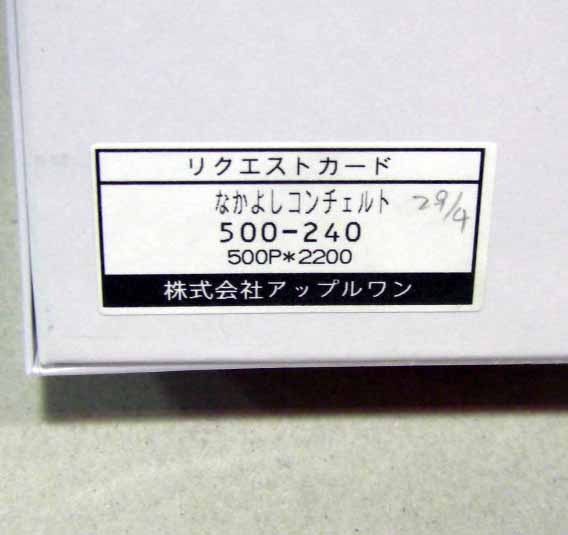 リクエストカード
なかよしコンチェルト 29/4
500-240
500P*2200
株式会社アップルワン